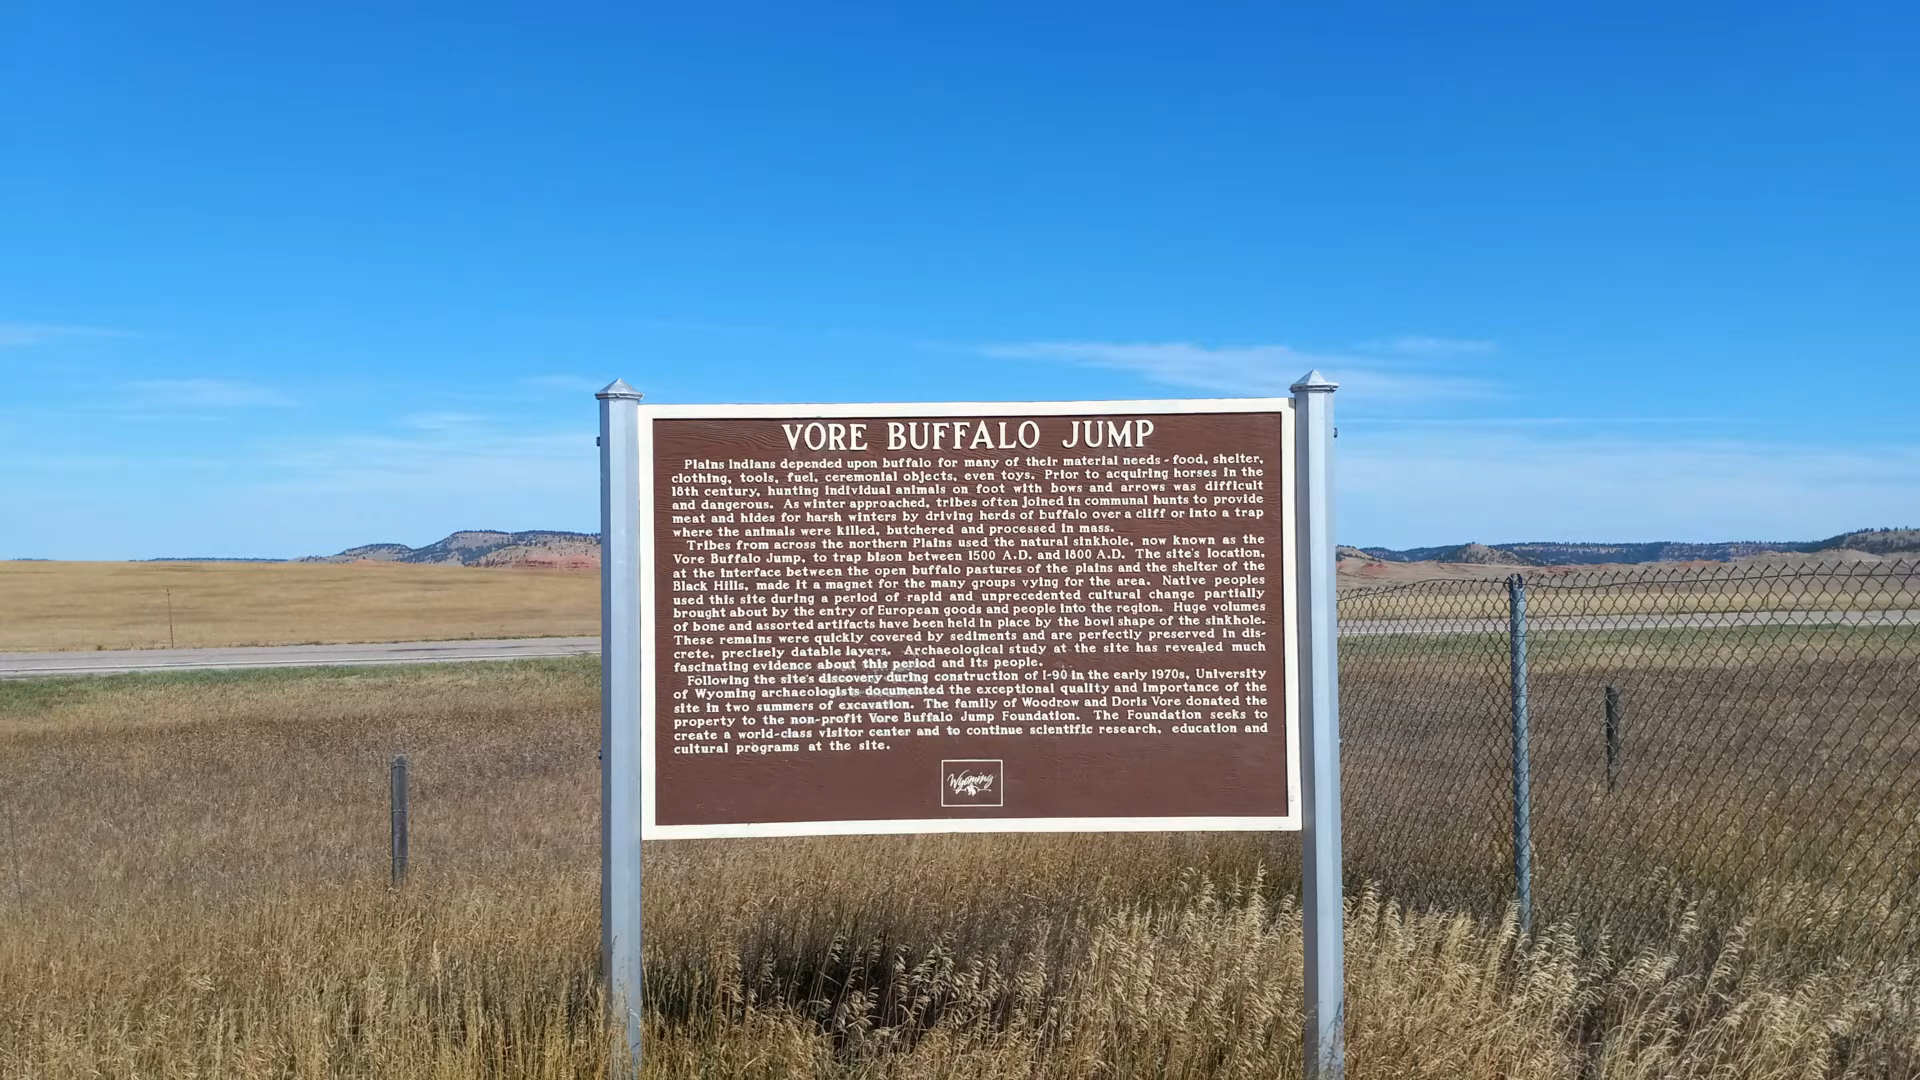 VORE BUFFALO JUMP
Plains Indians depended upon buffalo for many of their material needs - food, shelter,
clothing, tools, fuel, ceremonial objects, even toys. Prior to acquiring horses in the
18th century, hunting individual animals on foot with bows and arrows was difficult
and dangerous. As winter approached, tribes often joined in communal hunts to provide
meat and hides for harsh winters by driving herds of buffalo over a cliff or into a trap
where the animals were killed, butchered and processed in mass.
Tribes from across the northern Plains used the natural sinkhole, now known as the
Vore Buffalo Jump, to trap bison between 1500 A.D. and 1800 A.D. The site's location,
at the interface between the open buffalo pastures of the plains and the shelter of the
Black Hills, made it a magnet for the many groups vying for the area. Native peoples
used this site during a period of rapid and unprecedented cultural change partially
brought about by the entry of European goods and people into the region. Huge volumes
of bone and assorted artifacts have been held in place by the bowl shape of the sinkhole.
These remains were quickly covered by sediments and are perfectly preserved in dis-
crete, precisely datable layers. Archaeological study at the site has revealed much
fascinating evidence about this period and its people.
Following the site's discovery during construction of I-90 in the early 1970s, University
of Wyoming archaeologists documented the exceptional quality and importance of the
site in two summers of excavation. The family of Woodrow and Doris Vore donated the
property to the non-profit Vore Buffalo Jump Foundation. The Foundation seeks to
create a world-class visitor center and to continue scientific research, education and
cultural programs at the site.
Wyoming